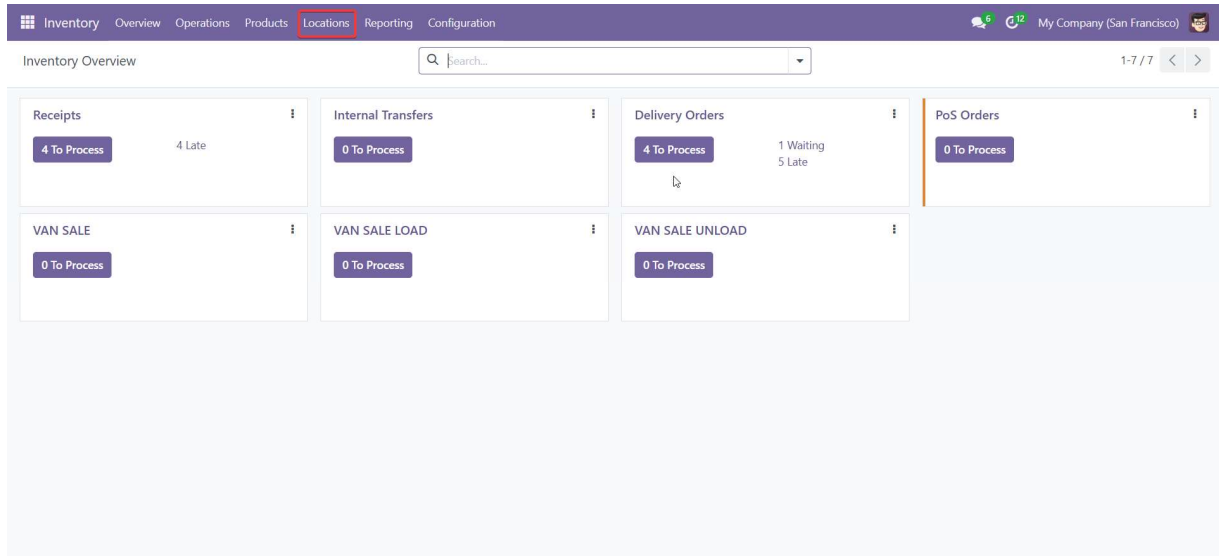 Inventory Overview Operations Products Locations Reporting Configuration 6 12 My Company (San Francisco)
Inventory Overview Search... 1-7 / 7
Receipts
4 To Process 4 Late
Internal Transfers
0 To Process
Delivery Orders
4 To Process 1 Waiting
5 Late
PoS Orders
0 To Process
VAN SALE
0 To Process
VAN SALE LOAD
0 To Process
VAN SALE UNLOAD
0 To Process